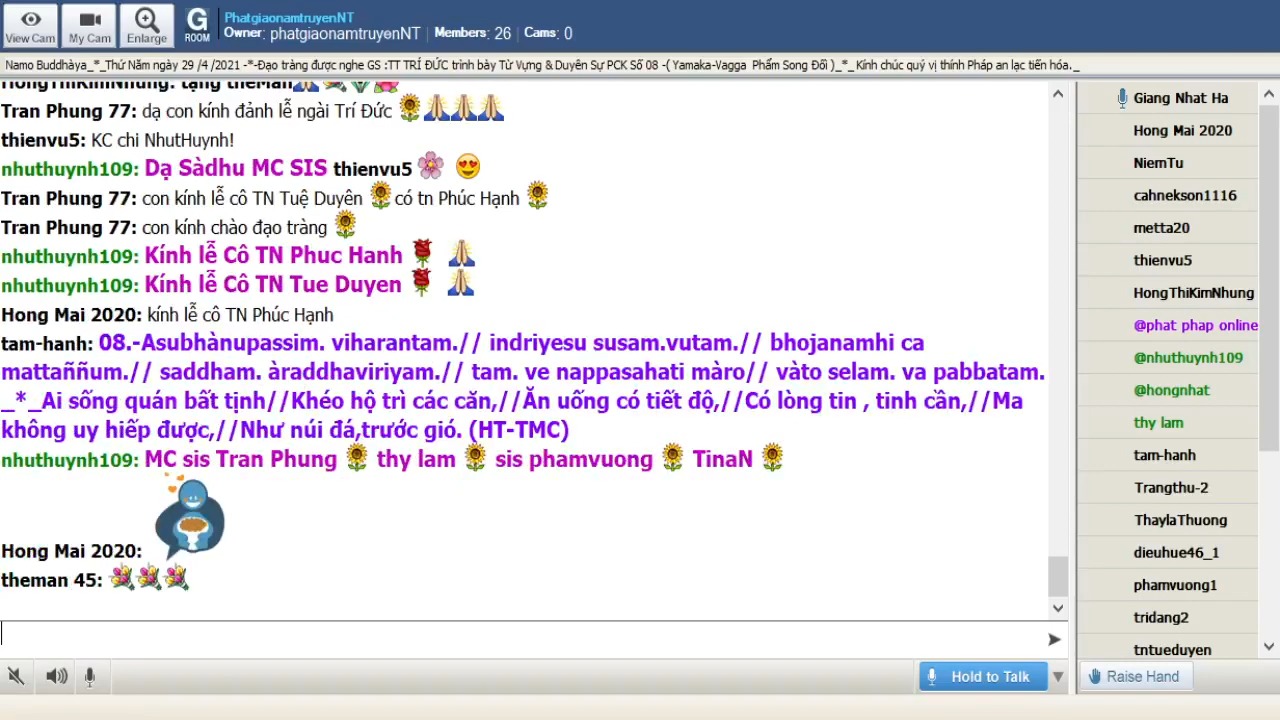 View Cam
My Cam
Enlarge
G
ROOM
PhatgiaonamtruyenNT
Owner: phatgiaonamtruyenNT | Members: 26 | Cams: 0
Namo Buddhàya_*_Thứ Năm ngày 29 /4 /2021 -*-Đạo tràng được nghe GS :TT TRÍ ĐỨC trình bày Từ Vựng & Duyên Sự PCK Số 08 -( Yamaka-Vagga Phẩm Song Đối )_*_ Kính chúc quý vị thính Pháp an lạc tiến hóa._
HongThiKimNhung: tặng theMan
Tran Phung 77: dạ con kính đảnh lễ ngài Trí Đức
thienvu5: KC chi NhutHuynh!
nhuthuynh109: Dạ Sàdhu MC SIS thienvu5
Tran Phung 77: con kính lễ cô TN Tuệ Duyên có tn Phúc Hạnh
Tran Phung 77: con kính chào đạo tràng
nhuthuynh109: Kính lễ Cô TN Phuc Hanh
nhuthuynh109: Kính lễ Cô TN Tue Duyen
Hong Mai 2020: kính lễ cô TN Phúc Hạnh
tam-hanh: 08.-Asubhànupassim. viharantam.// indriyesu susam.vutam.// bhojanamhi ca
mattaññum.// saddham. àraddhaviriyam.// tam. ve nappasahati màro// vàto selam. va pabbatam.
_*_Ai sống quán bất tịnh//Khéo hộ trì các căn,//Ăn uống có tiết độ,//Có lòng tin , tinh cần,//Ma
không uy hiếp được,//Như núi đá,trước gió. (HT-TMC)
nhuthuynh109: MC sis Tran Phung thy lam sis phamvuong TinaN
Hong Mai 2020:
theman 45:
Hold to Talk
Giang Nhat Ha
Hong Mai 2020
NiemTu
cahnekson1116
metta20
thienvu5
HongThiKimNhung
@phat phap online
@nhuthuynh109
@hongnhat
thy lam
tam-hanh
Trangthu-2
ThaylaThuong
dieuhue46_1
phamvuong1
tridang2
tntueduyen
Raise Hand